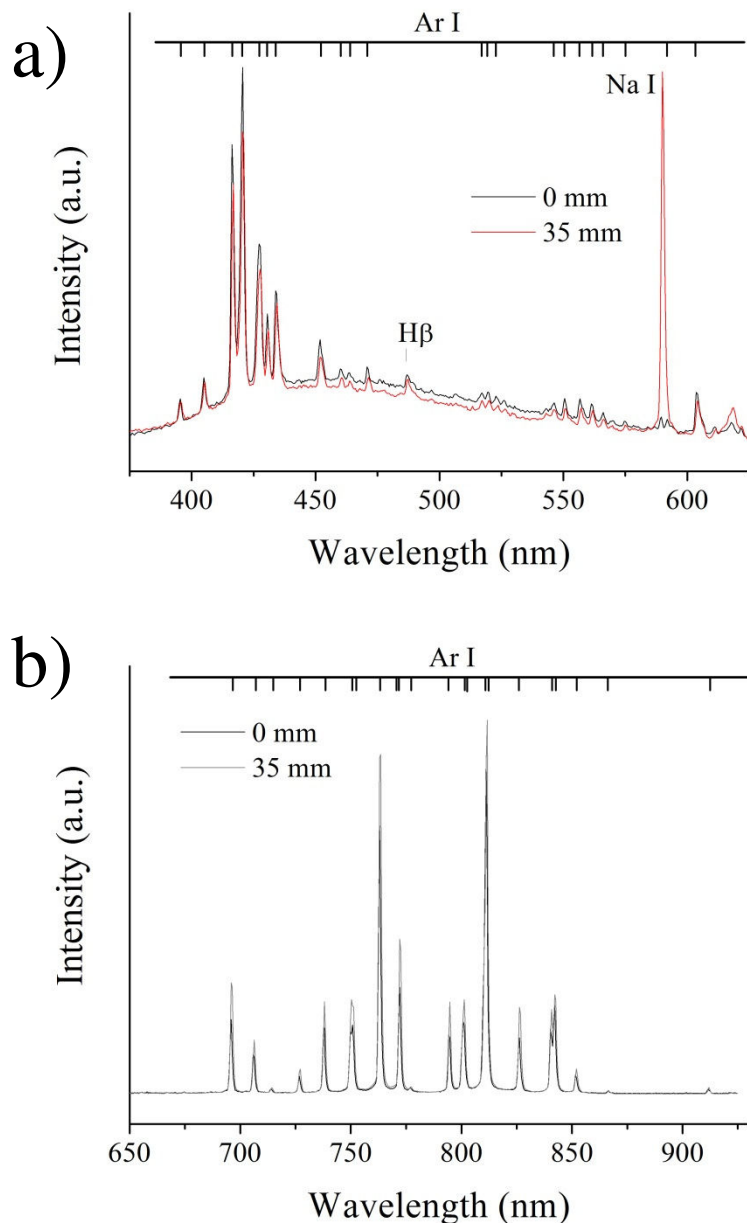 a)
Ar I
Na I
0 mm
35 mm
Hβ
Intensity (a.u.)
400 450 500 550 600
Wavelength (nm)
b)
Ar I
0 mm
35 mm
Intensity (a.u.)
650 700 750 800 850 900
Wavelength (nm)